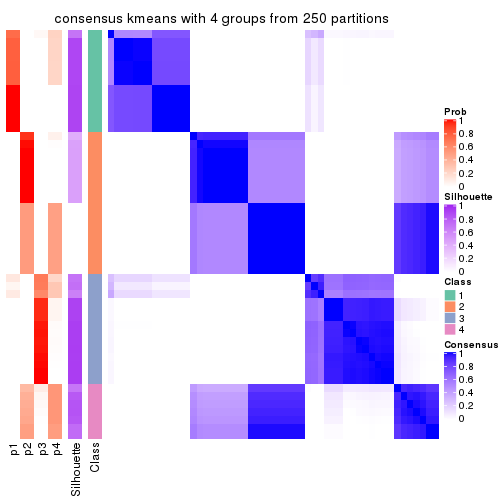 consensus kmeans with 4 groups from 250 partitions
Prob
1
0.8
0.6
0.4
0.2
0
Silhouette
1
0.8
0.6
0.4
0.2
0
Class
1
2
3
4
Consensus
1
0.8
0.6
0.4
0.2
0
p1
p2
p3
p4
Silhouette
Class